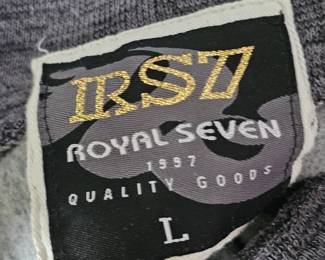 RS7
ROYAL SEVEN
1997
QUALITY GOODS
L